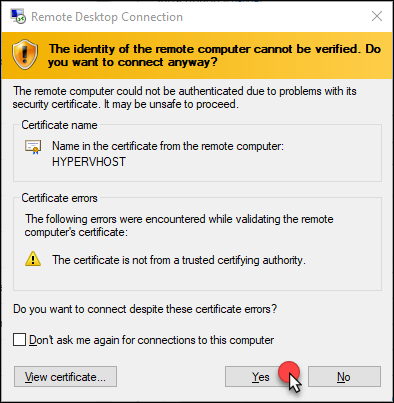 Remote Desktop Connection
The identity of the remote computer cannot be verified. Do
you want to connect anyway?
The remote computer could not be authenticated due to problems with its
security certificate. It may be unsafe to proceed.
Certificate name
Name in the certificate from the remote computer:
HYPERVHOST
Certificate errors
The following errors were encountered while validating the remote
computer's certificate:
The certificate is not from a trusted certifying authority.
Do you want to connect despite these certificate errors?
Don't ask me again for connections to this computer
View certificate... Yes No